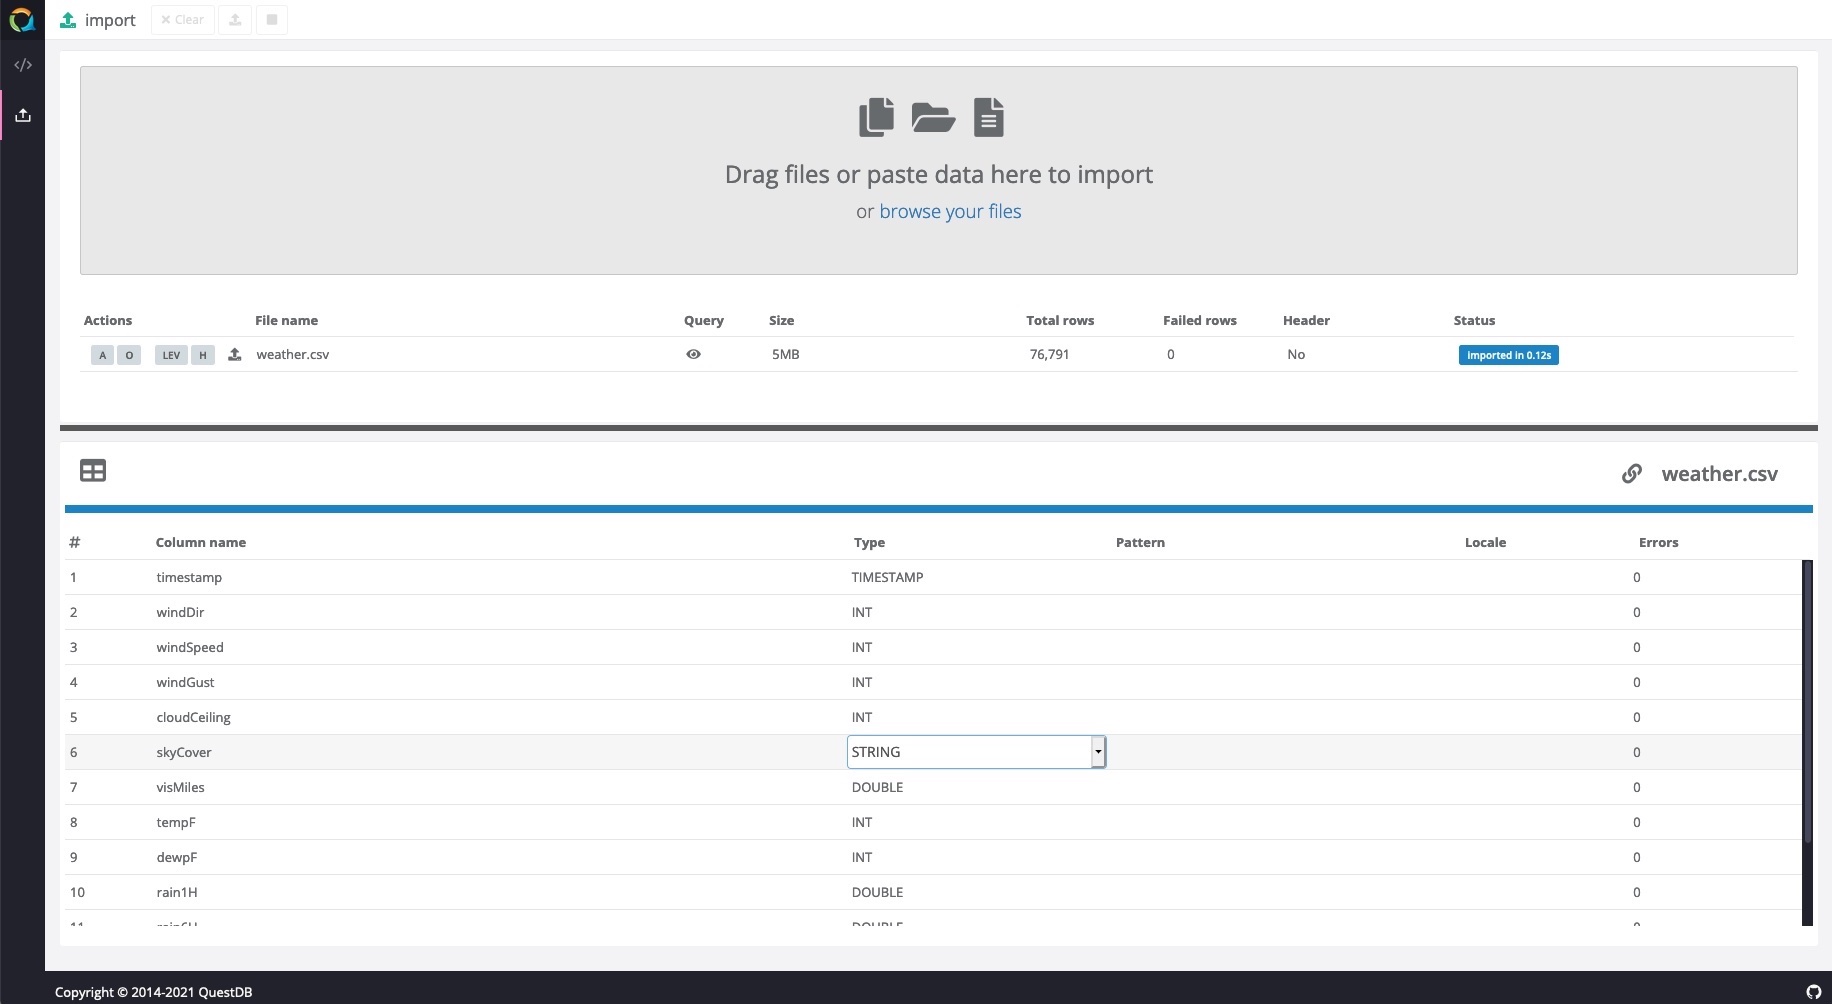 import
Clear
Drag files or paste data here to import
or browse your files
Actions File name Query Size Total rows Failed rows Header Status
A O LEV H weather.csv 5MB 76,791 0 No Imported in 0.12s
weather.csv
# Column name Type Pattern Locale Errors
1 timestamp TIMESTAMP 0
2 windDir INT 0
3 windSpeed INT 0
4 windGust INT 0
5 cloudCeiling INT 0
6 skyCover STRING 0
7 visMiles DOUBLE 0
8 tempF INT 0
9 dewpF INT 0
10 rain1H DOUBLE 0
Copyright © 2014-2021 QuestDB